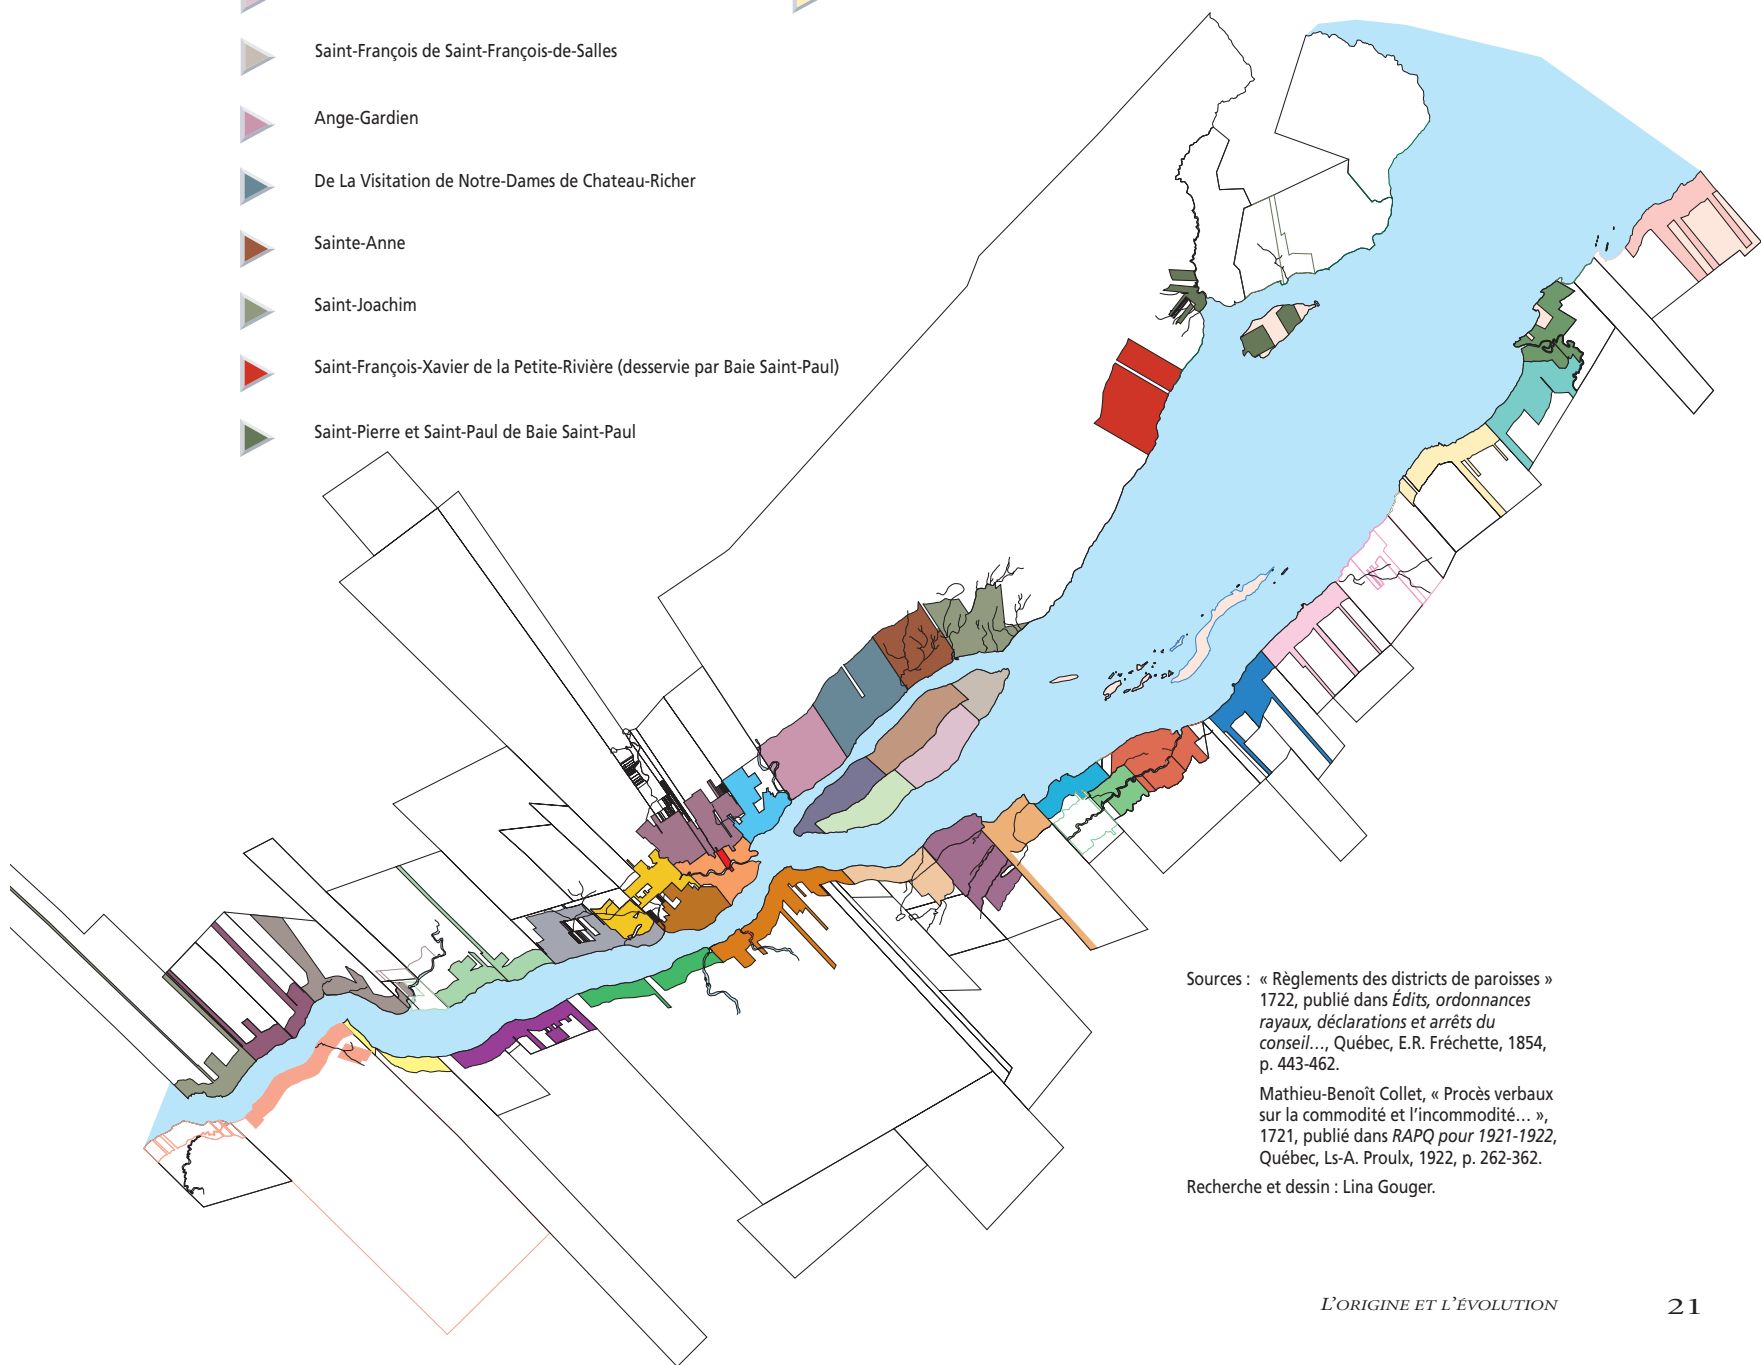 Saint-François de Saint-François-de-Salles
Ange-Gardien
De La Visitation de Notre-Dames de Chateau-Richer
Sainte-Anne
Saint-Joachim
Saint-François-Xavier de la Petite-Rivière (desservie par Baie Saint-Paul)
Saint-Pierre et Saint-Paul de Baie Saint-Paul
Sources : « Règlements des districts de paroisses »
1722, publié dans Édits, ordonnances
rayaux, déclarations et arrêts du
conseil…, Québec, E.R. Fréchette, 1854,
p. 443-462.
Mathieu-Benoît Collet, « Procès verbaux
sur la commodité et l’incommodité… »,
1721, publié dans RAPQ pour 1921-1922,
Québec, Ls-A. Proulx, 1922, p. 262-362.
Recherche et dessin : Lina Gouger.
L’ORIGINE ET L’ÉVOLUTION 21